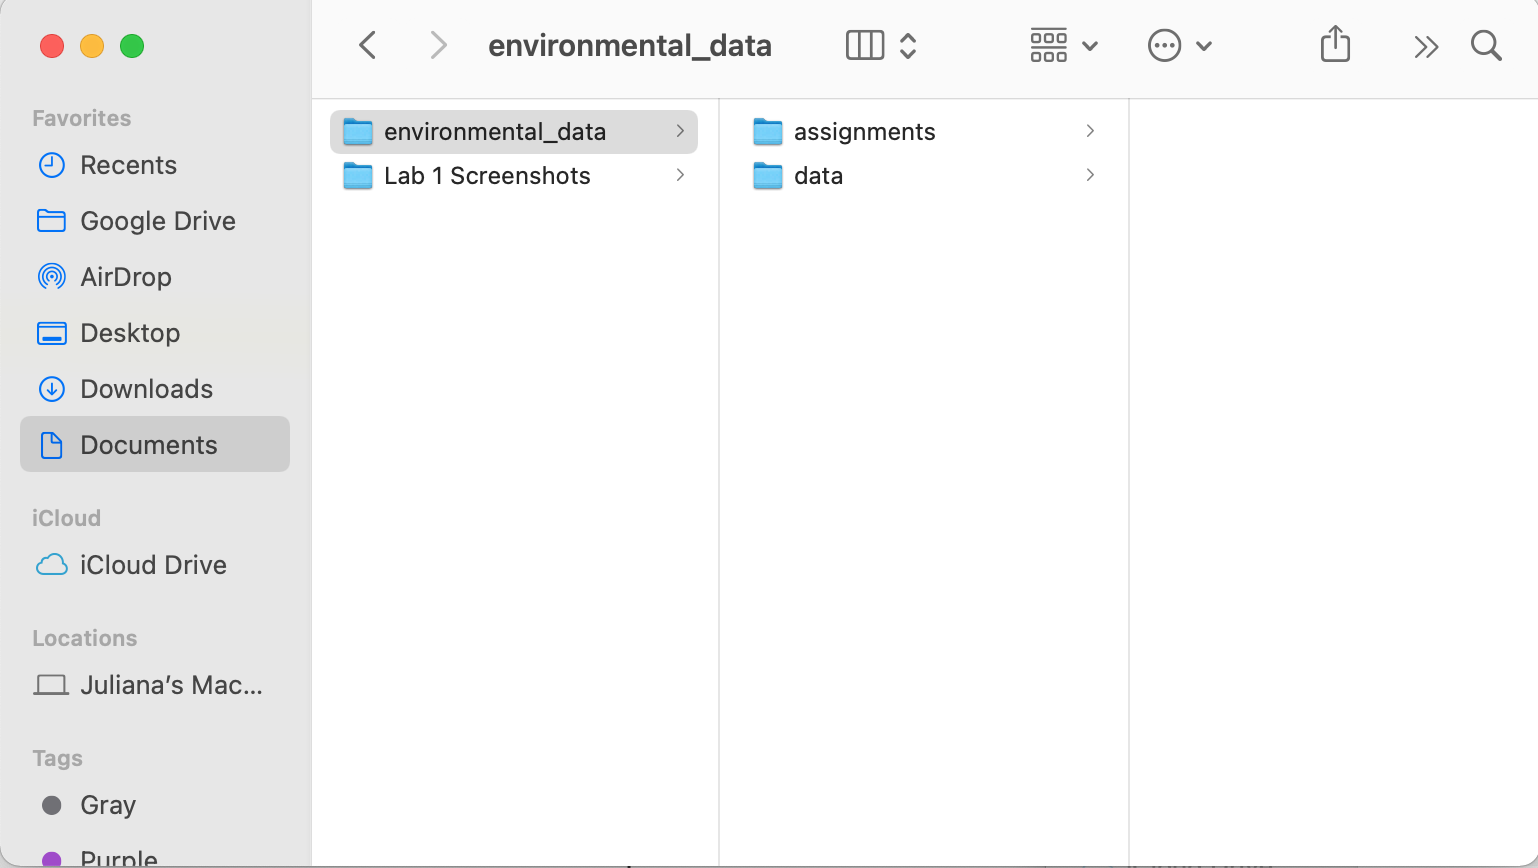 environmental_data
Favorites
Recents
Google Drive
AirDrop
Desktop
Downloads
Documents
iCloud
iCloud Drive
Locations
Juliana’s Mac...
Tags
Gray
Purple
environmental_data
Lab 1 Screenshots
assignments
data